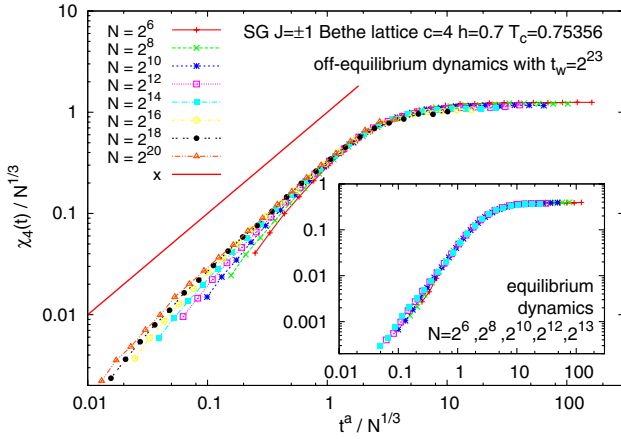 SG J=±1 Bethe lattice c=4 h=0.7 T_c=0.75356
off-equilibrium dynamics with t_w=2^23
N = 2^6
N = 2^8
N = 2^10
N = 2^12
N = 2^14
N = 2^16
N = 2^18
N = 2^20
x
χ_4(t) / N^1/3
10
1
0.1
0.01
0.01 0.1 1 10 100
t^a / N^1/3
1
0.1
0.01
0.001
0.01 0.1 1 10 100
equilibrium
dynamics
N=2^6 ,2^8 ,2^10,2^12,2^13